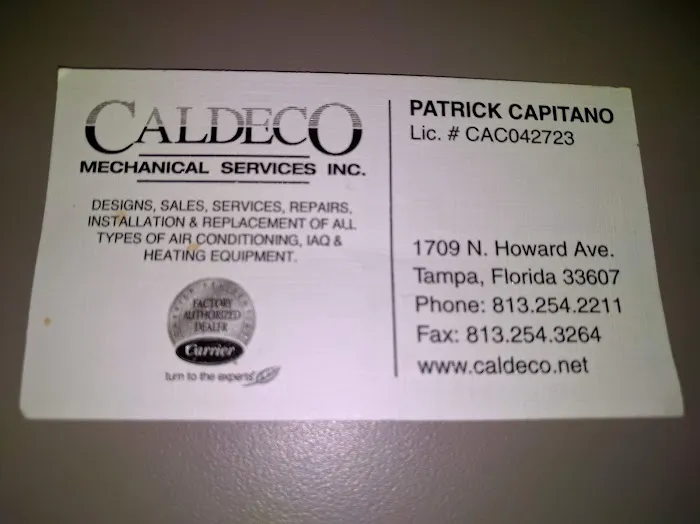 CALDECO
MECHANICAL SERVICES INC.
DESIGNS, SALES, SERVICES, REPAIRS,
INSTALLATION & REPLACEMENT OF ALL
TYPES OF AIR CONDITIONING, IAQ &
HEATING EQUIPMENT.
FACTORY
AUTHORIZED
DEALER
Carrier
turn to the experts
PATRICK CAPITANO
Lic. # CAC042723
1709 N. Howard Ave.
Tampa, Florida 33607
Phone: 813.254.2211
Fax: 813.254.3264
www.caldeco.net